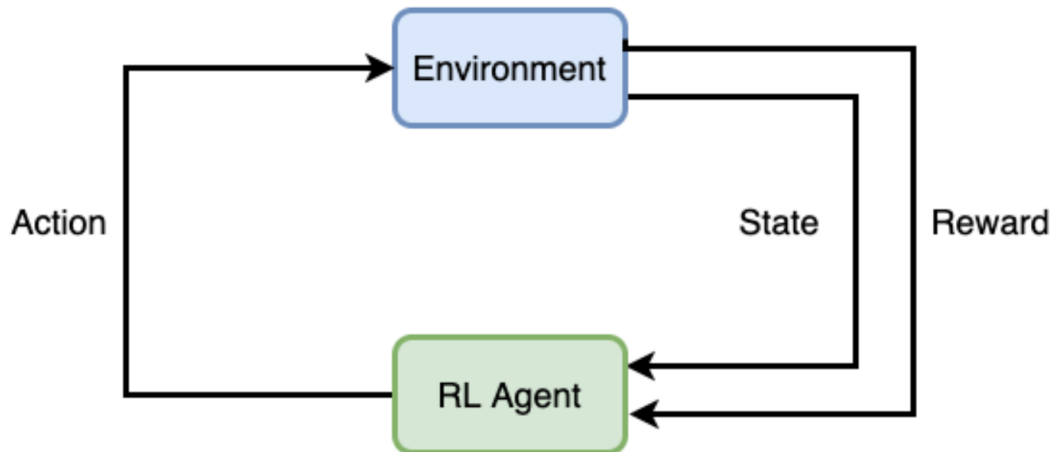 Environment
Action
State
Reward
RL Agent